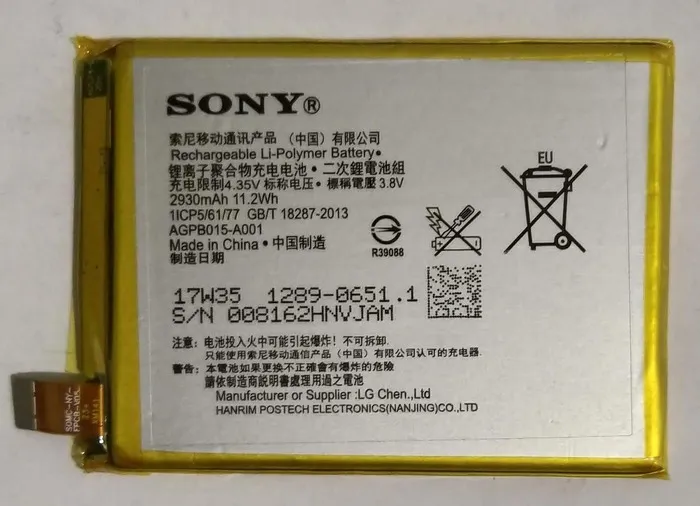 SONY®
索尼移动通讯产品 （中国）有限公司
Rechargeable Li-Polymer Battery•
锂离子聚合物充电电池・二次鋰電池組
充电限制4.35V 标称电压・標稱電壓 3.8V
2930mAh 11.2Wh
1ICP5/61/77 GB/T 18287-2013
AGPB015-A001
Made in China・中国制造
制造日期
R39088
EU
17W35 1289-0651.1
S/N 008162HNVJAM
注意：电池投入火中可能引起爆炸！不可拆卸.
只能使用索尼移动通信产品（中国）有限公司认可的充电器.
警告：本電池如果更换不正確會有爆炸的危險
請依制造商説明書處理用過之電池
Manufacturer or Supplier :LG Chen.,Ltd
HANRIM POSTECH ELECTRONICS(NANJING)CO.,LTD
SOMC-NY-